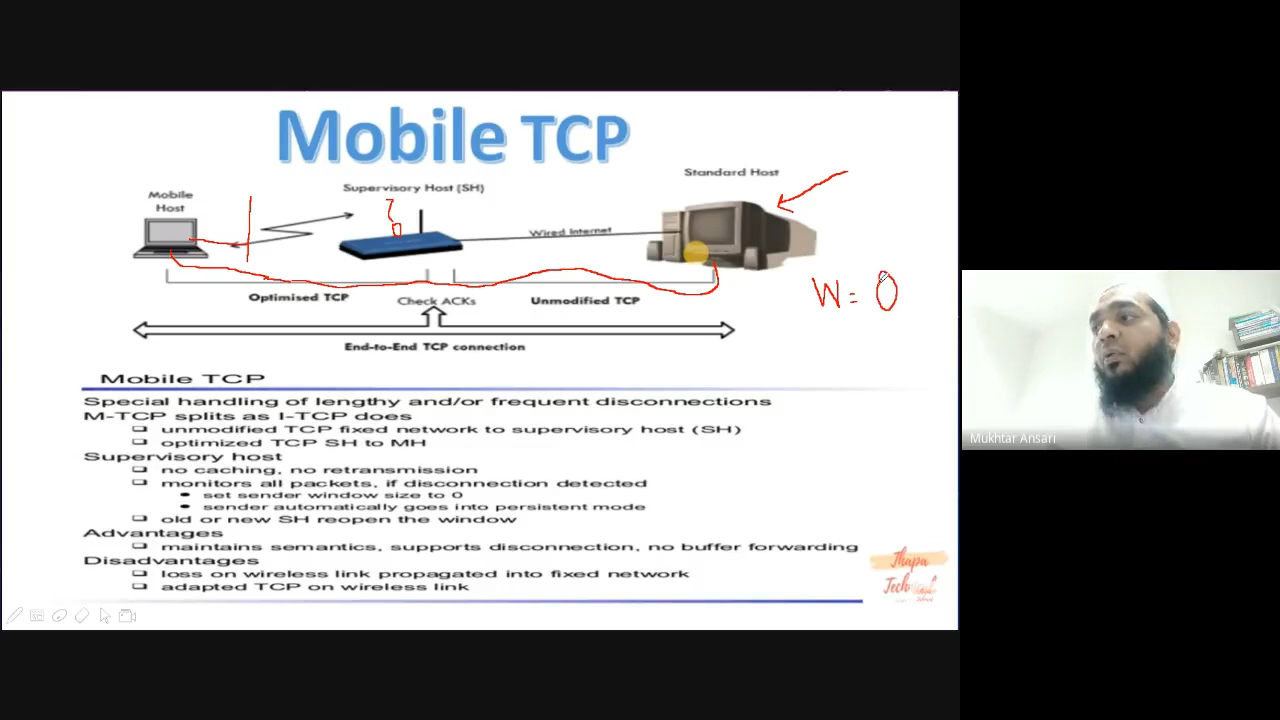 Mobile TCP
Standard Host
Supervisory Host (SH)
Mobile
Host
Wired Internet
W = 0
Optimised TCP
Check ACKs
Unmodified TCP
End-to-End TCP connection
Mobile TCP
Special handling of lengthy and/or frequent disconnections
M-TCP splits as I-TCP does
unmodified TCP fixed network to supervisory host (SH)
optimized TCP SH to MH
Supervisory host
no caching, no retransmission
monitors all packets, if disconnection detected
set sender window size to 0
sender automatically goes into persistent mode
old or new SH reopen the window
Advantages
maintains semantics, supports disconnection, no buffer forwarding
Disadvantages
loss on wireless link propagated into fixed network
adapted TCP on wireless link
Thapa
Mukhtar Ansari